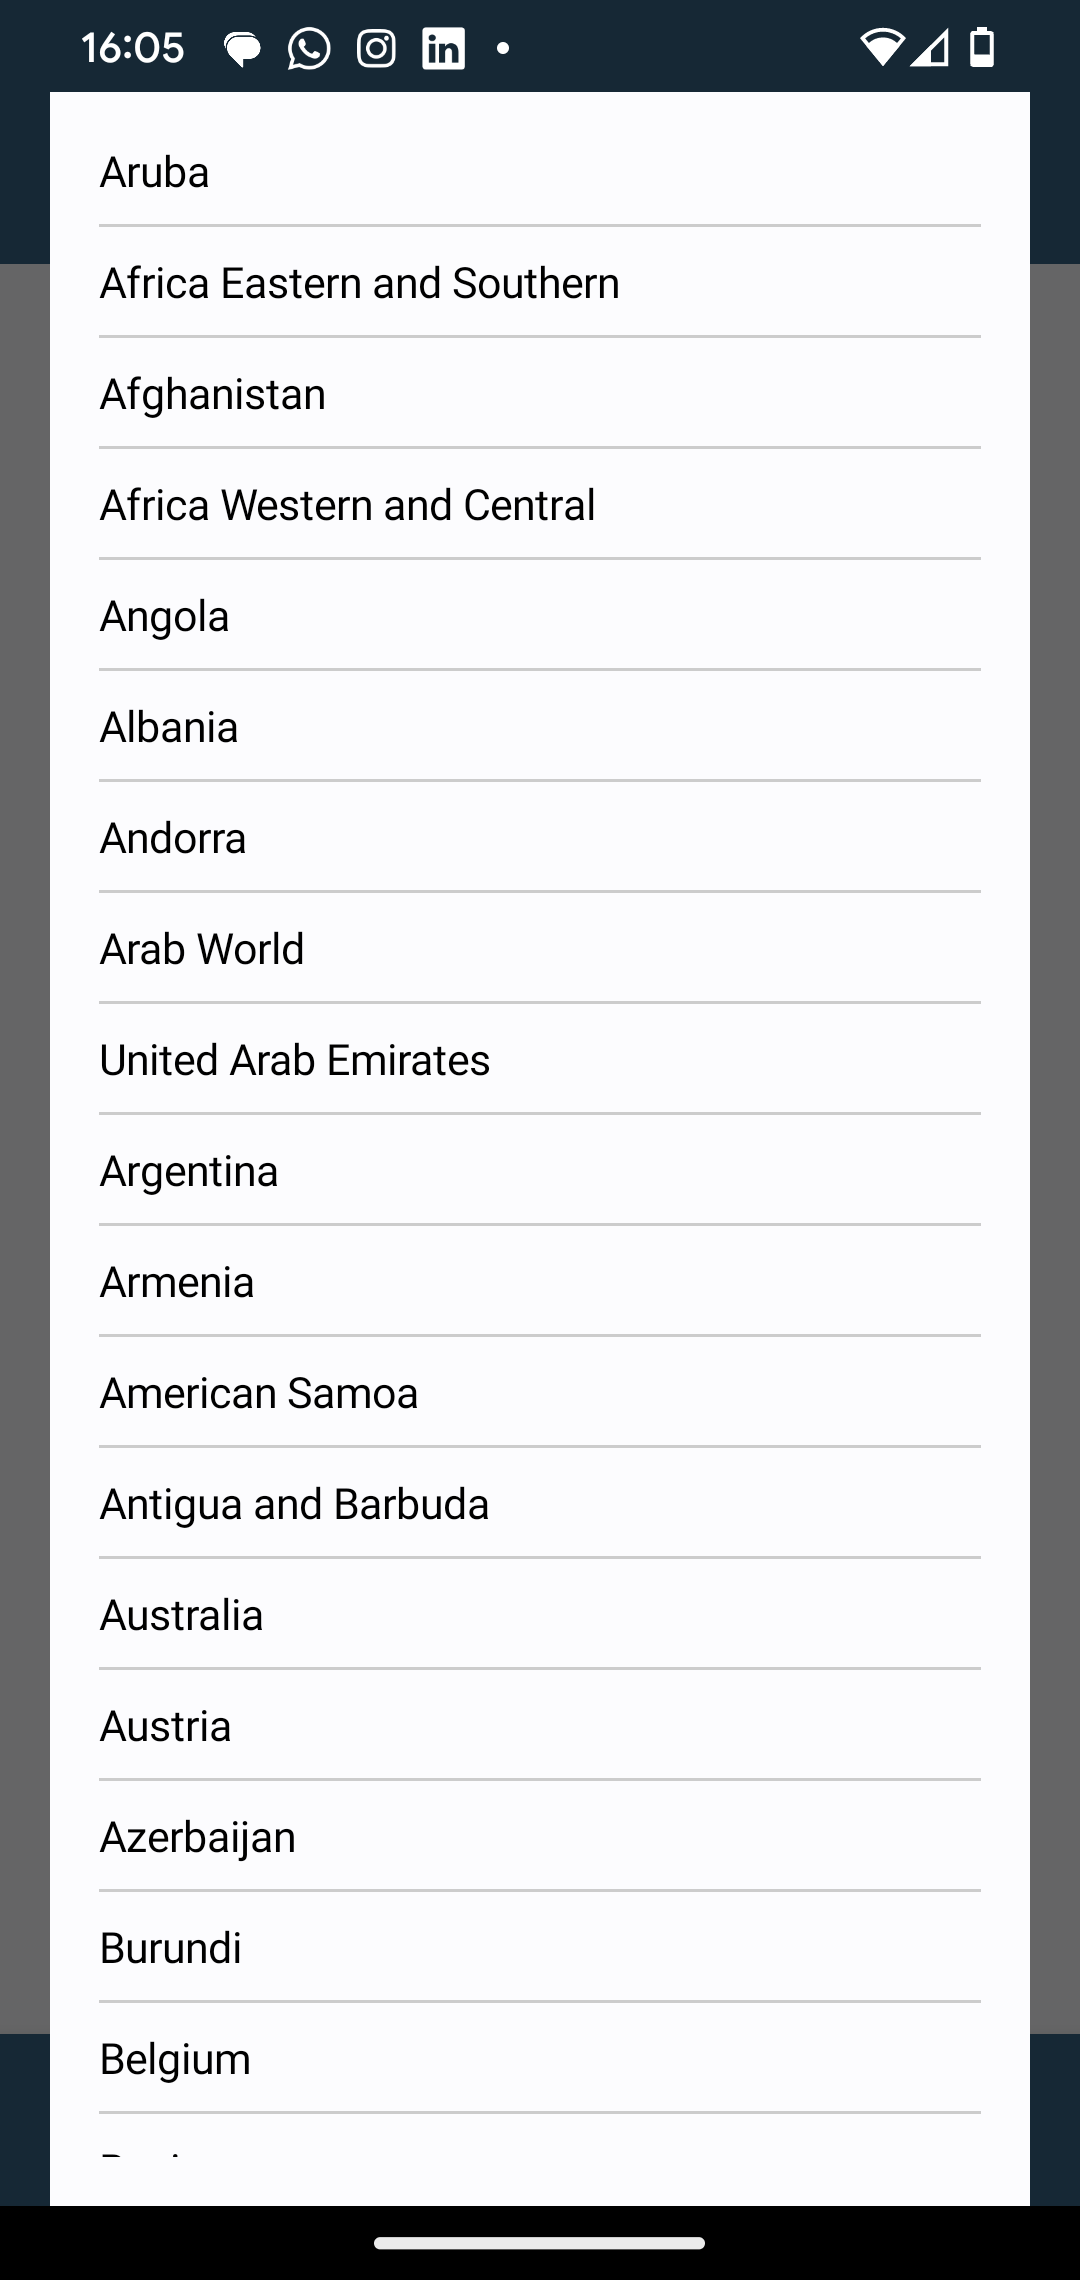 16:05
Aruba
Africa Eastern and Southern
Afghanistan
Africa Western and Central
Angola
Albania
Andorra
Arab World
United Arab Emirates
Argentina
Armenia
American Samoa
Antigua and Barbuda
Australia
Austria
Azerbaijan
Burundi
Belgium